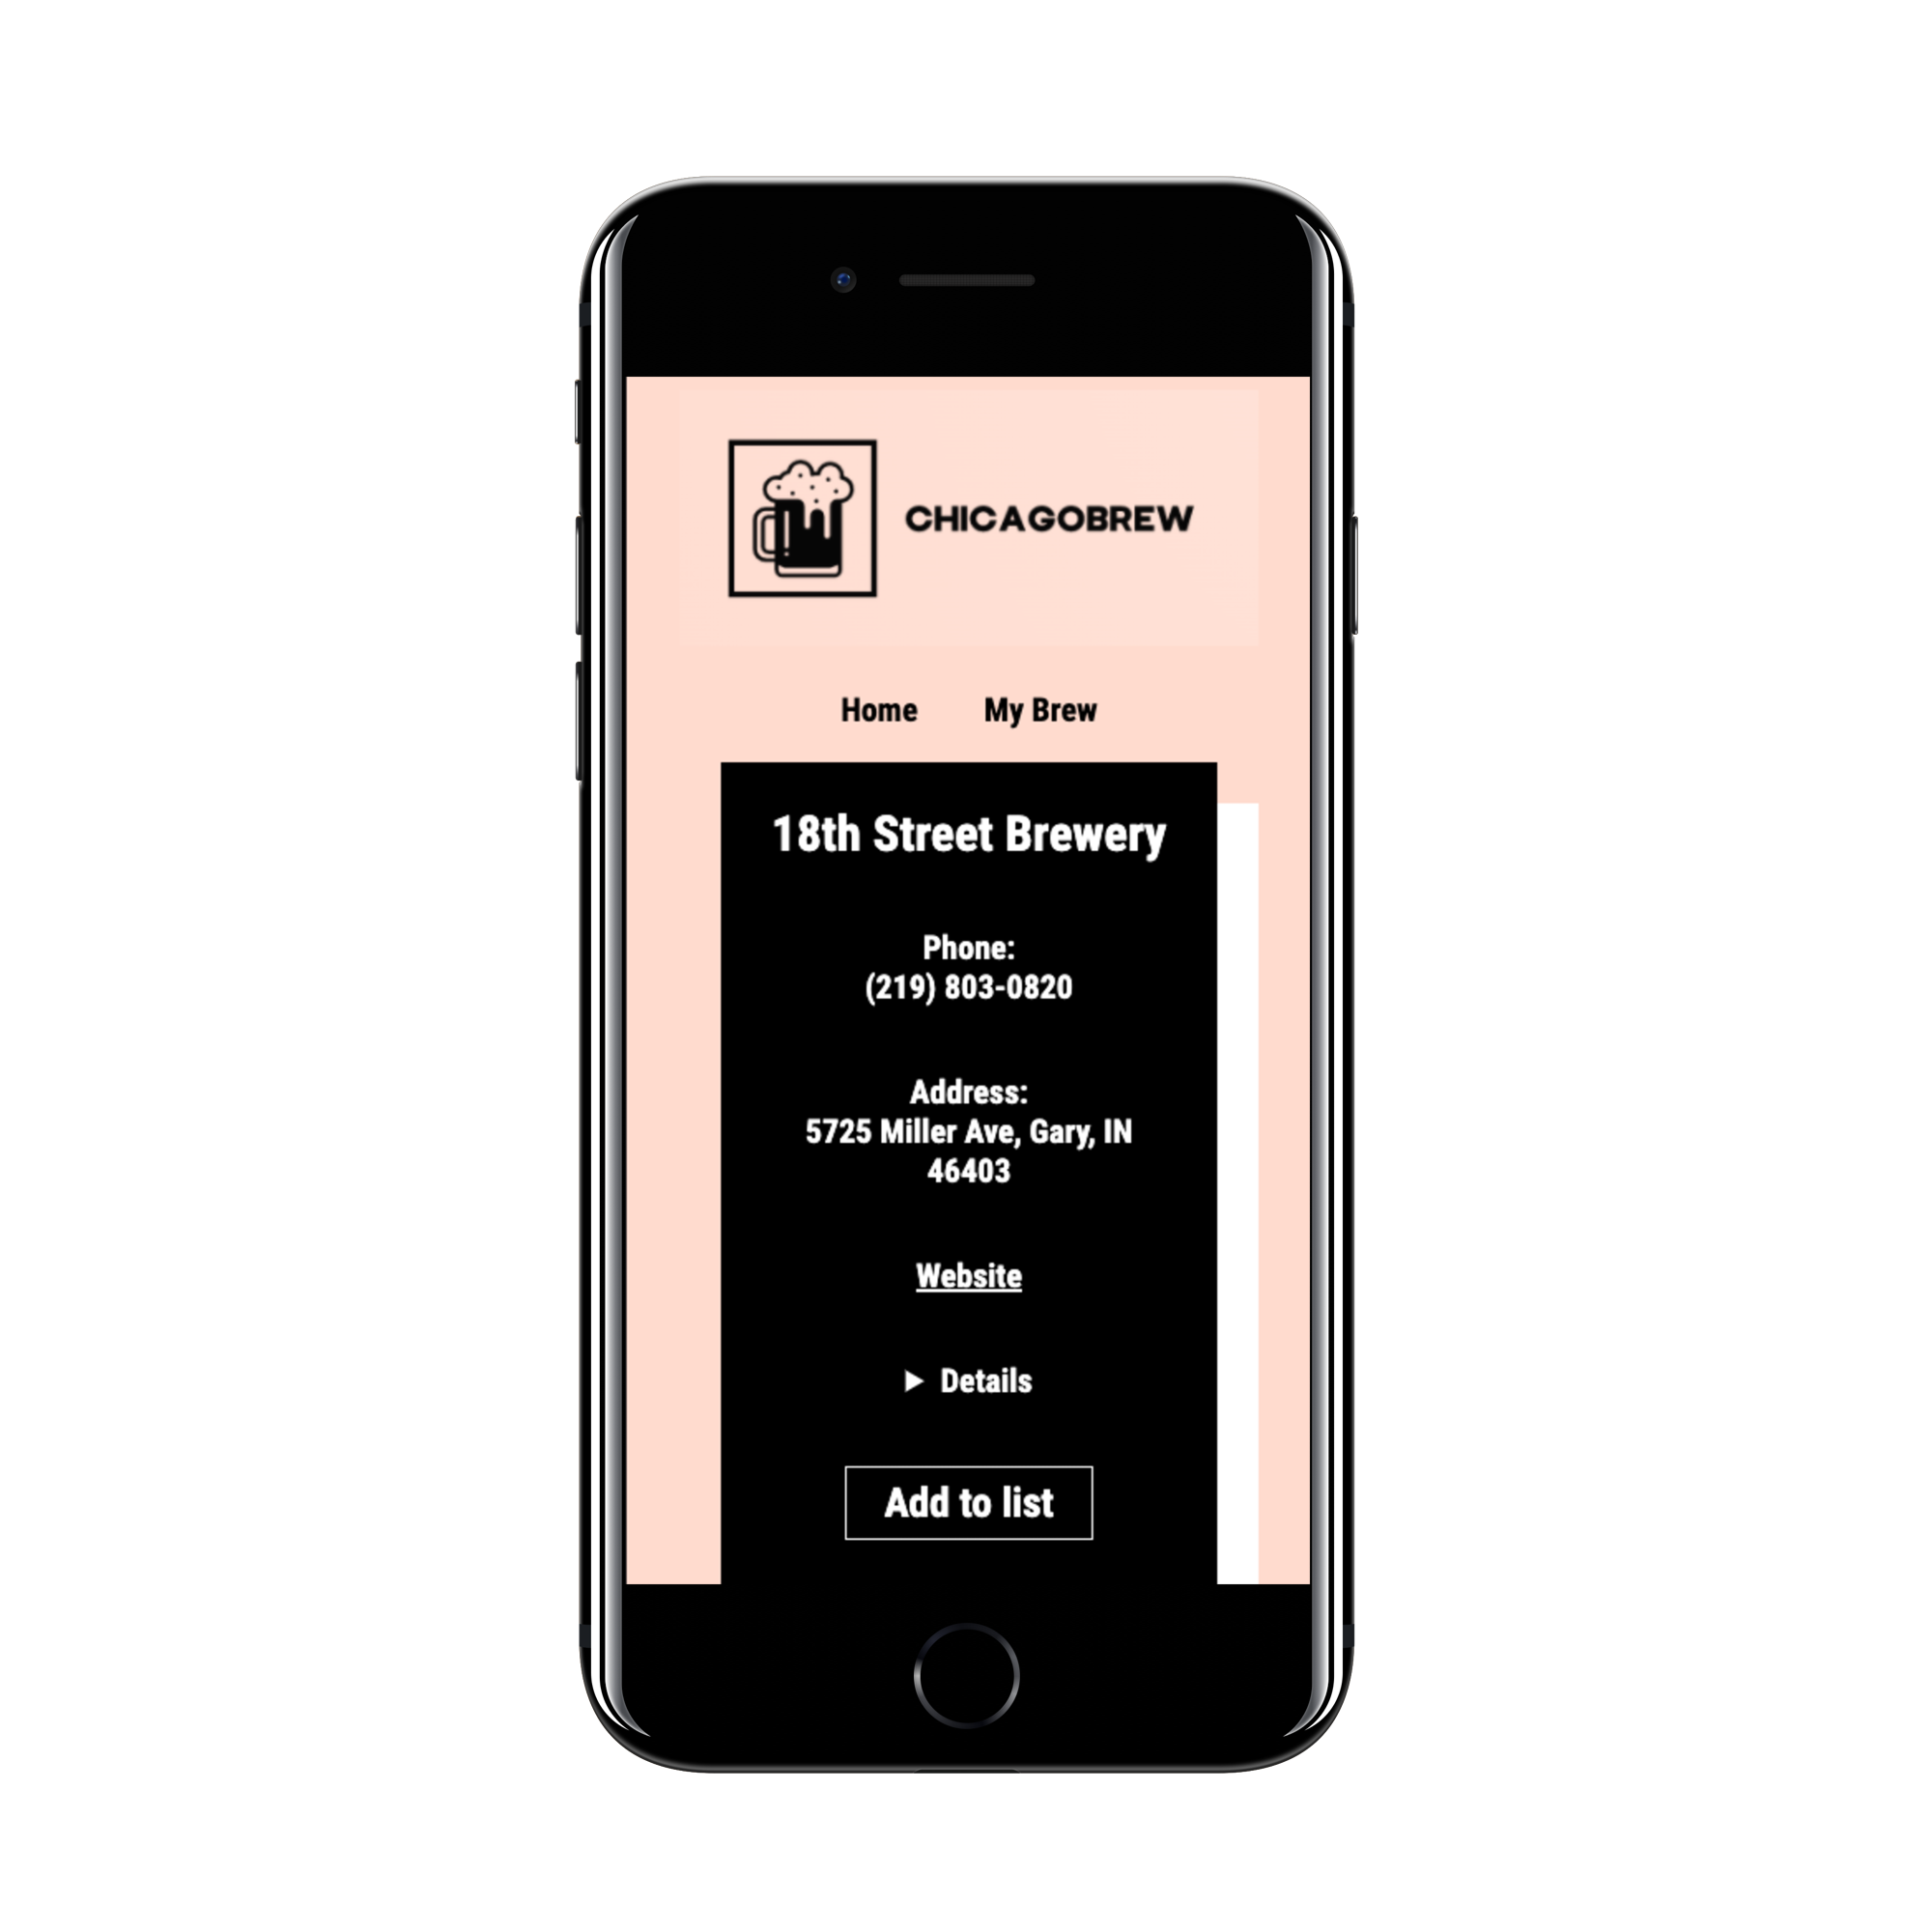 CHICAGOBREW
Home My Brew
18th Street Brewery
Phone:
(219) 803-0820
Address:
5725 Miller Ave, Gary, IN
46403
Website
Details
Add to list